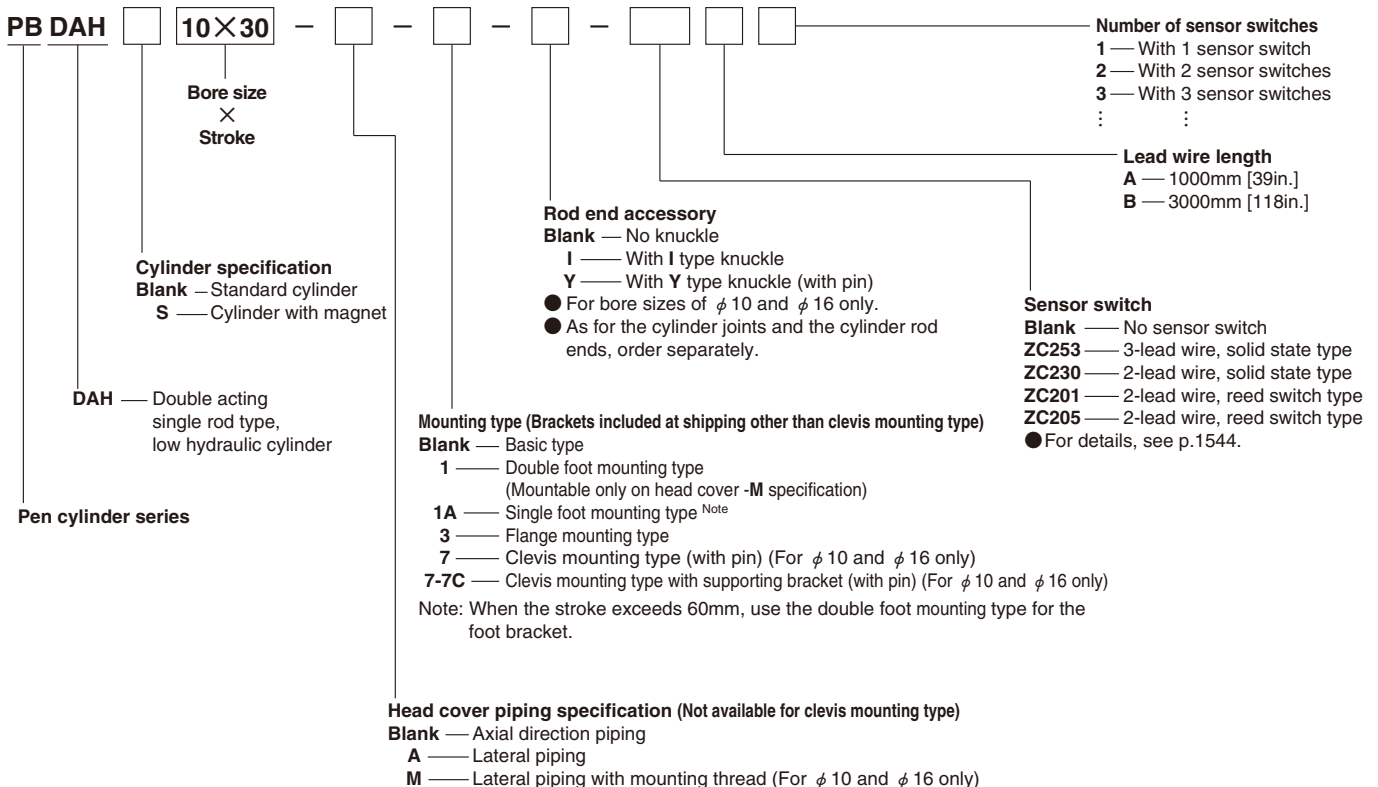 PB DAH 10×30 – – – –
Bore size
×
Stroke
Number of sensor switches
1 — With 1 sensor switch
2 — With 2 sensor switches
3 — With 3 sensor switches
⋮ ⋮
Lead wire length
A — 1000mm [39in.]
B — 3000mm [118in.]
Sensor switch
Blank — No sensor switch
ZC253 — 3-lead wire, solid state type
ZC230 — 2-lead wire, solid state type
ZC201 — 2-lead wire, reed switch type
ZC205 — 2-lead wire, reed switch type
●For details, see p.1544.
Rod end accessory
Blank — No knuckle
I — With I type knuckle
Y — With Y type knuckle (with pin)
● For bore sizes of φ10 and φ16 only.
● As for the cylinder joints and the cylinder rod
ends, order separately.
Cylinder specification
Blank – Standard cylinder
S — Cylinder with magnet
DAH — Double acting
single rod type,
low hydraulic cylinder
Pen cylinder series
Mounting type (Brackets included at shipping other than clevis mounting type)
Blank — Basic type
1 — Double foot mounting type
(Mountable only on head cover -M specification)
1A — Single foot mounting type Note
3 — Flange mounting type
7 — Clevis mounting type (with pin) (For φ10 and φ16 only)
7-7C — Clevis mounting type with supporting bracket (with pin) (For φ10 and φ16 only)
Note: When the stroke exceeds 60mm, use the double foot mounting type for the
foot bracket.
Head cover piping specification (Not available for clevis mounting type)
Blank — Axial direction piping
A — Lateral piping
M — Lateral piping with mounting thread (For φ10 and φ16 only)